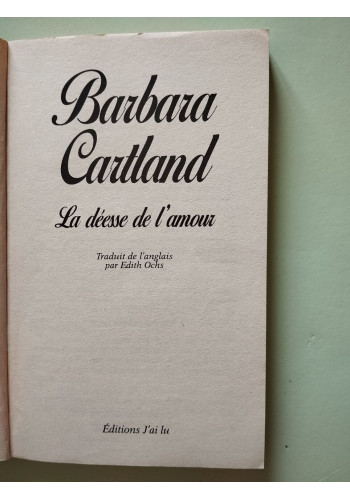 Barbara
Cartland
La déesse de l'amour
Traduit de l'anglais
par Edith Ochs
Éditions J'ai lu